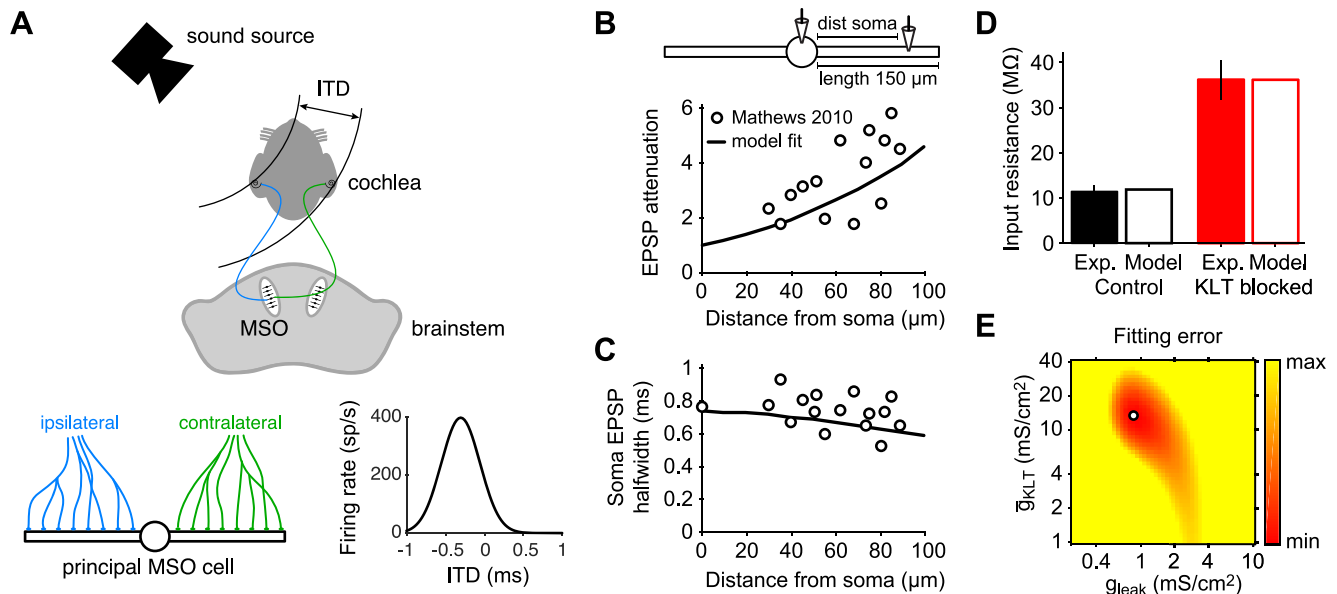 A
sound source
ITD
cochlea
MSO
brainstem
ipsilateral
contralateral
principal MSO cell
Firing rate (sp/s)
400
200
0
-1
-0.5
0
0.5
1
ITD (ms)
B
dist soma
length 150 µm
EPSP attenuation
6
4
2
0
Mathews 2010
model fit
0
20
40
60
80
100
Distance from soma (µm)
C
Soma EPSP
halfwidth (ms)
1
0.8
0.6
0.4
0.2
0
0
20
40
60
80
100
Distance from soma (µm)
D
Input resistance (MΩ)
40
30
20
10
0
Exp. Model
Control
Exp. Model
KLT blocked
E
Fitting error
g̅KLT (mS/cm²)
40
20
10
4
2
1
0.4
1
2
4
10
gleak (mS/cm²)
max
min